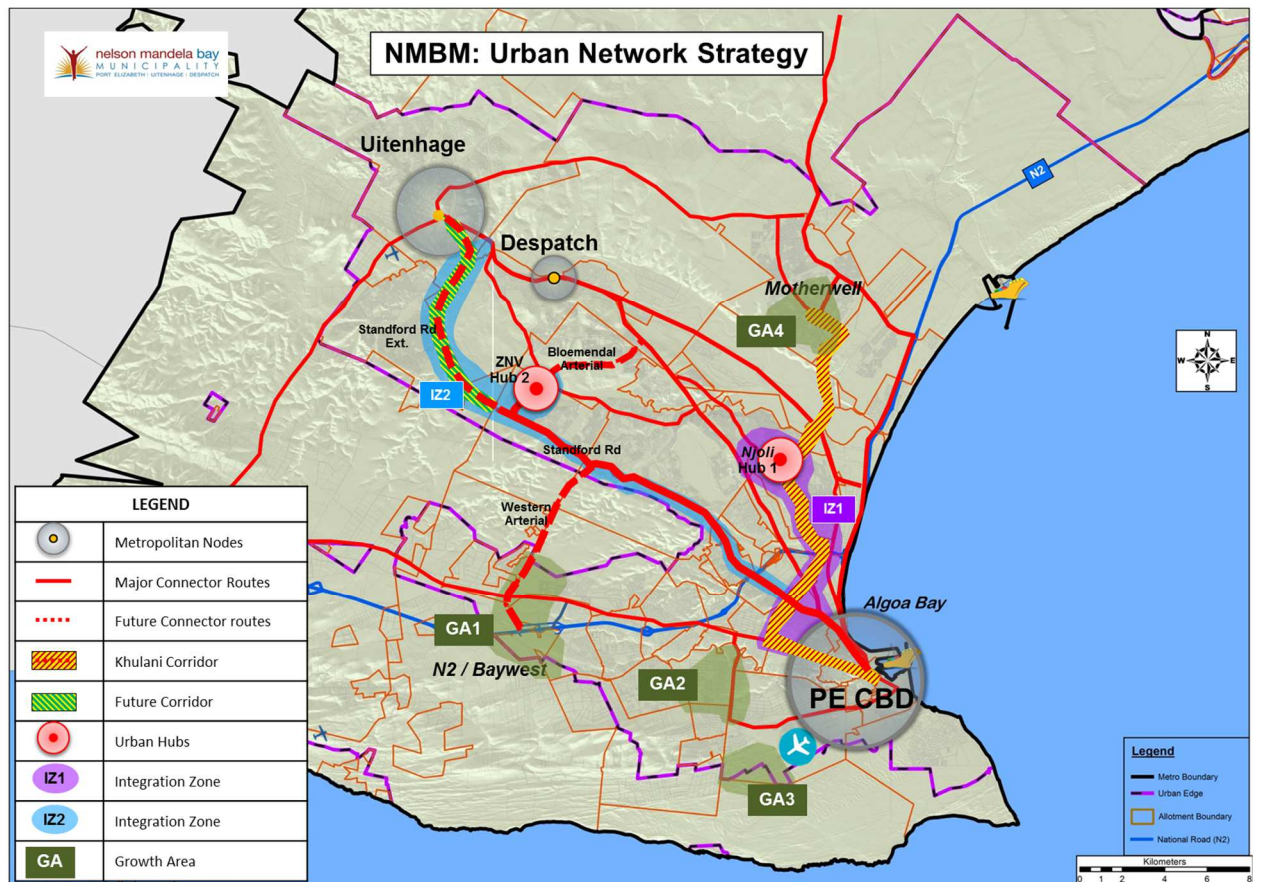 nelson mandela bay
MUNICIPALITY
PORT ELIZABETH · UITENHAGE · DESPATCH
NMBM: Urban Network Strategy
Uitenhage
N2
Despatch
Motherwell
GA4
Standford Rd
Ext.
ZNV
Hub 2
Bloemendal
Arterial
N
W E
S
IZ2
Standford Rd
Njoli
Hub 1
IZ1
Western
Arterial
Algoa Bay
GA1
N2 / Baywest
GA2
PE CBD
GA3
LEGEND
Metropolitan Nodes
Major Connector Routes
Future Connector routes
Khulani Corridor
Future Corridor
Urban Hubs
IZ1 Integration Zone
IZ2 Integration Zone
GA Growth Area
Legend
Metro Boundary
Urban Edge
Allotment Boundary
National Road (N2)
Kilometers
0 1 2 4 6 8